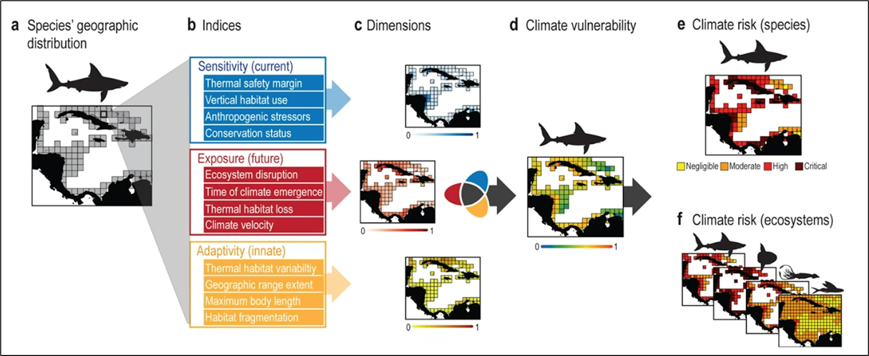 a Species' geographic
distribution
b Indices
c Dimensions
d Climate vulnerability
e Climate risk (species)
Sensitivity (current)
Thermal safety margin
Vertical habitat use
Anthropogenic stressors
Conservation status
Exposure (future)
Ecosystem disruption
Time of climate emergence
Thermal habitat loss
Climate velocity
Adaptivity (innate)
Thermal habitat variabiltiy
Geographic range extent
Maximum body length
Habitat fragmentation
0 1
0 1
0 1
0 1
Negligible Moderate High Critical
f Climate risk (ecosystems)